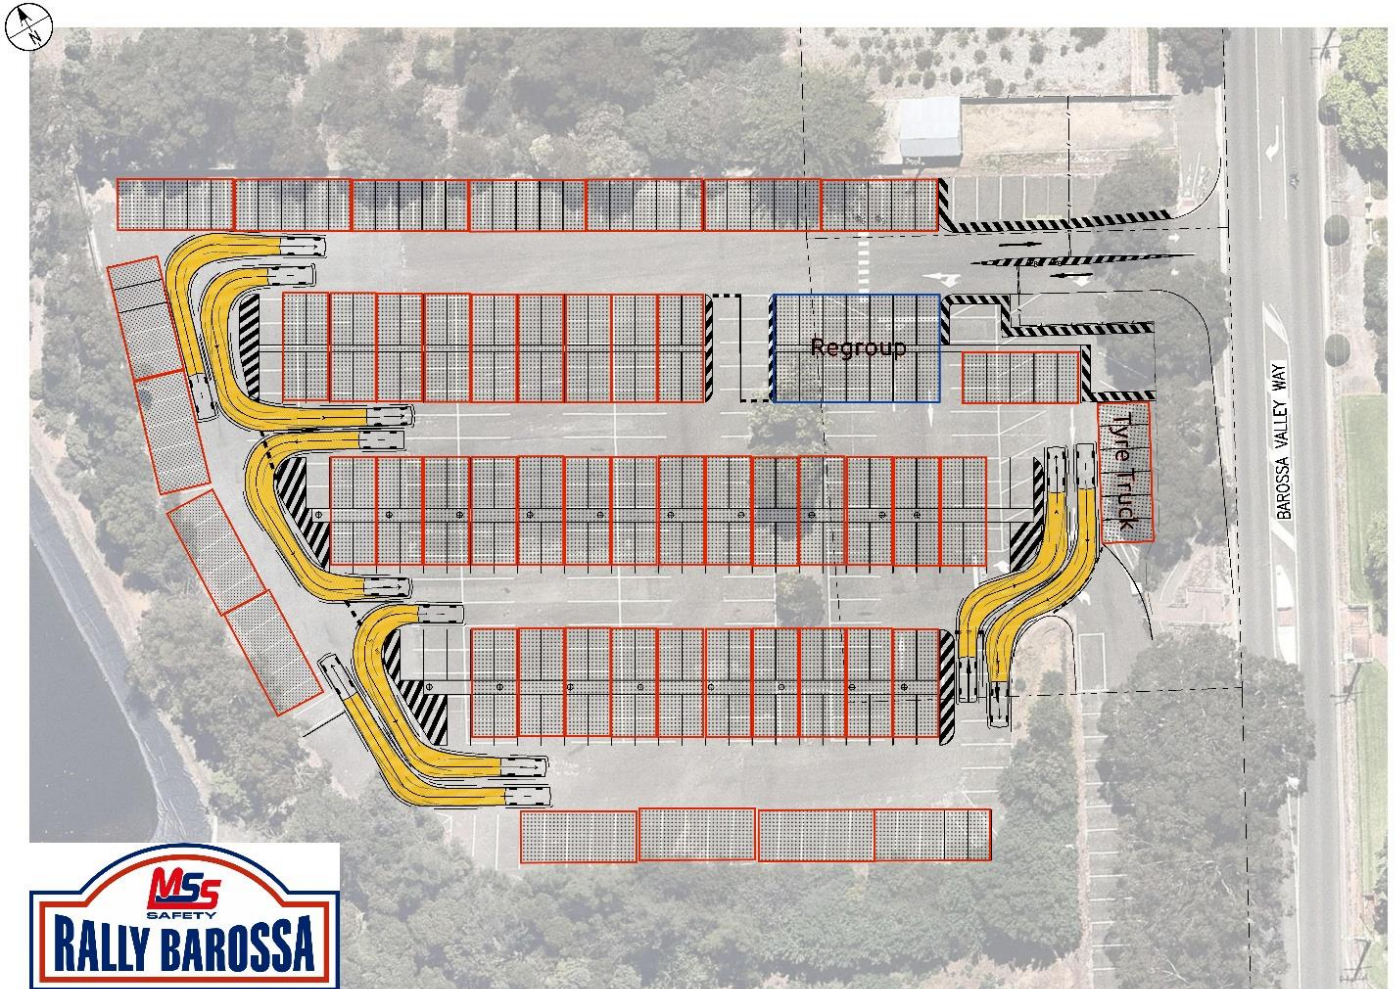 N
Regroup
Tyre Truck
BAROSSA VALLEY WAY
MSS
SAFETY
RALLY BAROSSA